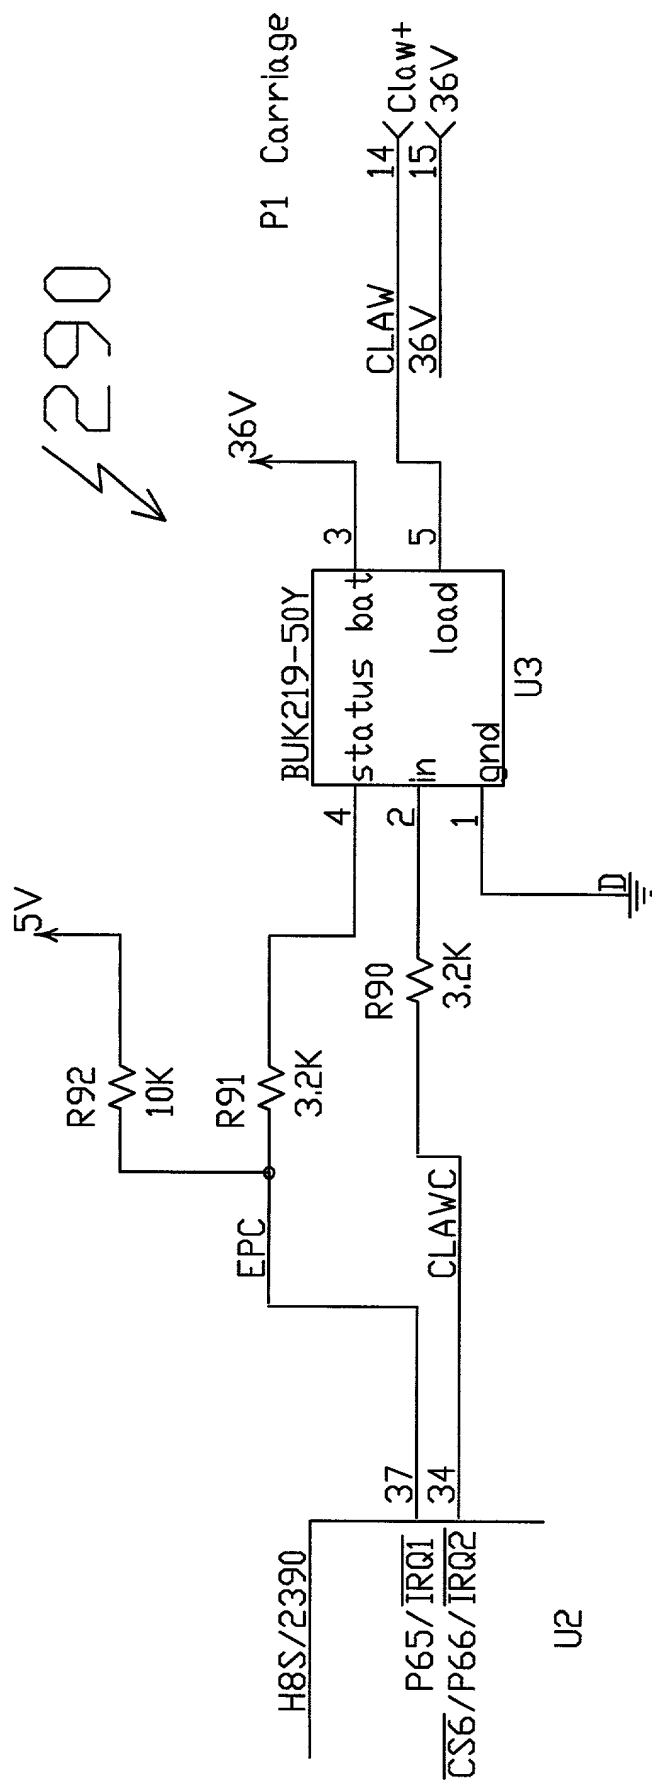 290
5V
R92
10K
EPC
R91
3.2K
H8S/2390
P65/IRQ1
37
CS6/P66/IRQ2
34
U2
CLAWC
R90
3.2K
D
BUK219-50Y
4
status
bat
3
36V
2
in
1
gnd
load
5
U3
P1 Carriage
CLAW
14
Claw+
36V
15
36V